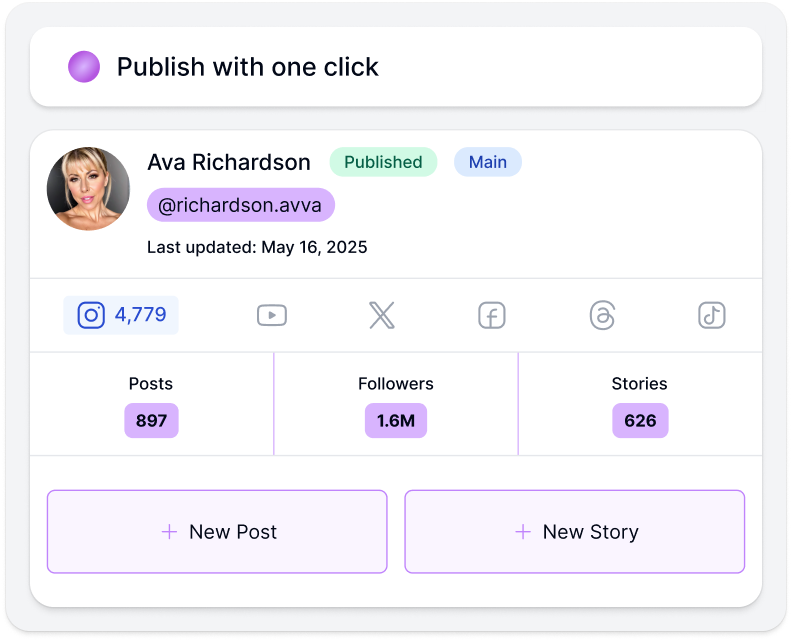 Publish with one click
Ava Richardson Published Main
@richardson.avva
Last updated: May 16, 2025
4,779
Posts Followers Stories
897 1.6M 626
+ New Post + New Story